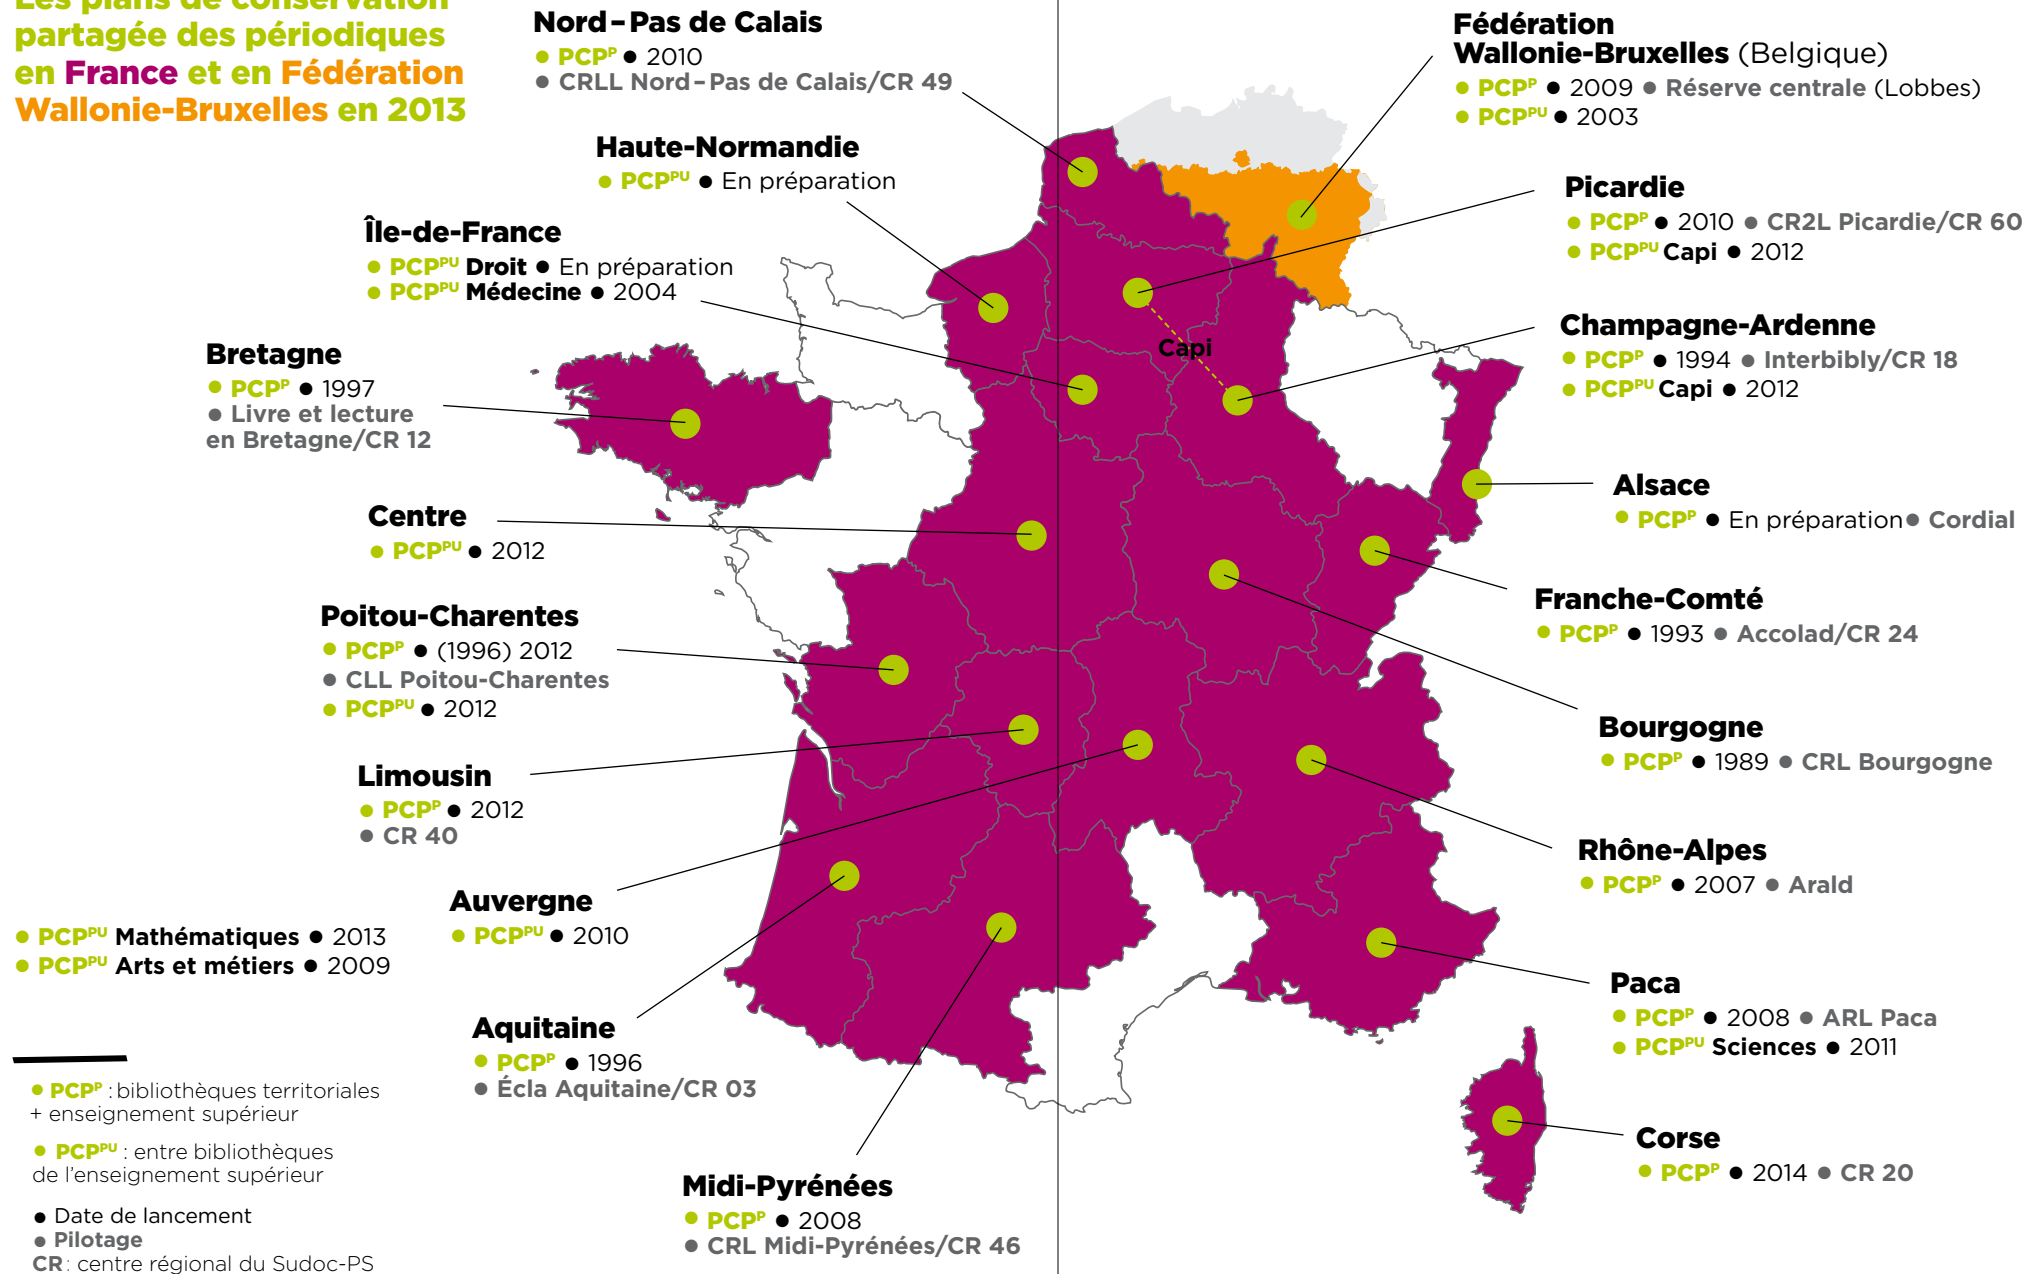 Les plans de conservation
partagée des périodiques
en France et en Fédération
Wallonie-Bruxelles en 2013
Nord – Pas de Calais
● PCPᴾ ● 2010
● CRLL Nord – Pas de Calais/CR 49
Haute-Normandie
● PCPᴾᵁ ● En préparation
Île-de-France
● PCPᴾᵁ Droit ● En préparation
● PCPᴾᵁ Médecine ● 2004
Bretagne
● PCPᴾ ● 1997
● Livre et lecture
en Bretagne/CR 12
Centre
● PCPᴾᵁ ● 2012
Poitou-Charentes
● PCPᴾ ● (1996) 2012
● CLL Poitou-Charentes
● PCPᴾᵁ ● 2012
Limousin
● PCPᴾ ● 2012
● CR 40
Auvergne
● PCPᴾᵁ ● 2010
● PCPᴾᵁ Mathématiques ● 2013
● PCPᴾᵁ Arts et métiers ● 2009
Aquitaine
● PCPᴾ ● 1996
● Écla Aquitaine/CR 03
Midi-Pyrénées
● PCPᴾ ● 2008
● CRL Midi-Pyrénées/CR 46
Capi
Fédération
Wallonie-Bruxelles (Belgique)
● PCPᴾ ● 2009 ● Réserve centrale (Lobbes)
● PCPᴾᵁ ● 2003
Picardie
● PCPᴾ ● 2010 ● CR2L Picardie/CR 60
● PCPᴾᵁ Capi ● 2012
Champagne-Ardenne
● PCPᴾ ● 1994 ● Interbibly/CR 18
● PCPᴾᵁ Capi ● 2012
Alsace
● PCPᴾ ● En préparation ● Cordial
Franche-Comté
● PCPᴾ ● 1993 ● Accolad/CR 24
Bourgogne
● PCPᴾ ● 1989 ● CRL Bourgogne
Rhône-Alpes
● PCPᴾ ● 2007 ● Arald
Paca
● PCPᴾ ● 2008 ● ARL Paca
● PCPᴾᵁ Sciences ● 2011
Corse
● PCPᴾ ● 2014 ● CR 20
● PCPᴾ : bibliothèques territoriales
+ enseignement supérieur
● PCPᴾᵁ : entre bibliothèques
de l'enseignement supérieur
● Date de lancement
● Pilotage
CR : centre régional du Sudoc-PS